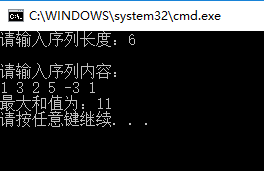 C:\WINDOWS\system32\cmd.exe
请输入序列长度：6
请输入序列内容：
1 3 2 5 -3 1
最大和值为：11
请按任意键继续. . .